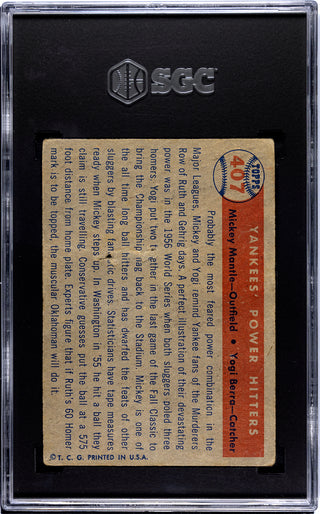 SGC
TOPPS
407
YANKEES' POWER HITTERS
Mickey Mantle—Outfield • Yogi Berra—Catcher
Probably the most feared power combination in the
Major Leagues, Mickey and Yogi remind Yankee fans of the Murderers
Row of Ruth and Gehrig days. A perfect illustration of their devastating
power was in the 1956 World Series when both sluggers poled three
homers. Yogi put two together in the last game of the Fall Classic to
bring the Championship flag back to the Stadium. Mickey is one of
the all time long ball hitters and has dwarfed the feats of other
sluggers by blasting fantastic drives. Statisticians have tape measures
ready when Mickey steps up. In Washington in '55 he hit a ball they
claim is still traveling. Conservative guesses put the ball at a 575
foot distance from home plate. Experts figure that if Ruth's 60 Homer
mark is to be topped, the muscular Oklahoman will do it.
© T. C. G. PRINTED IN U.S.A.